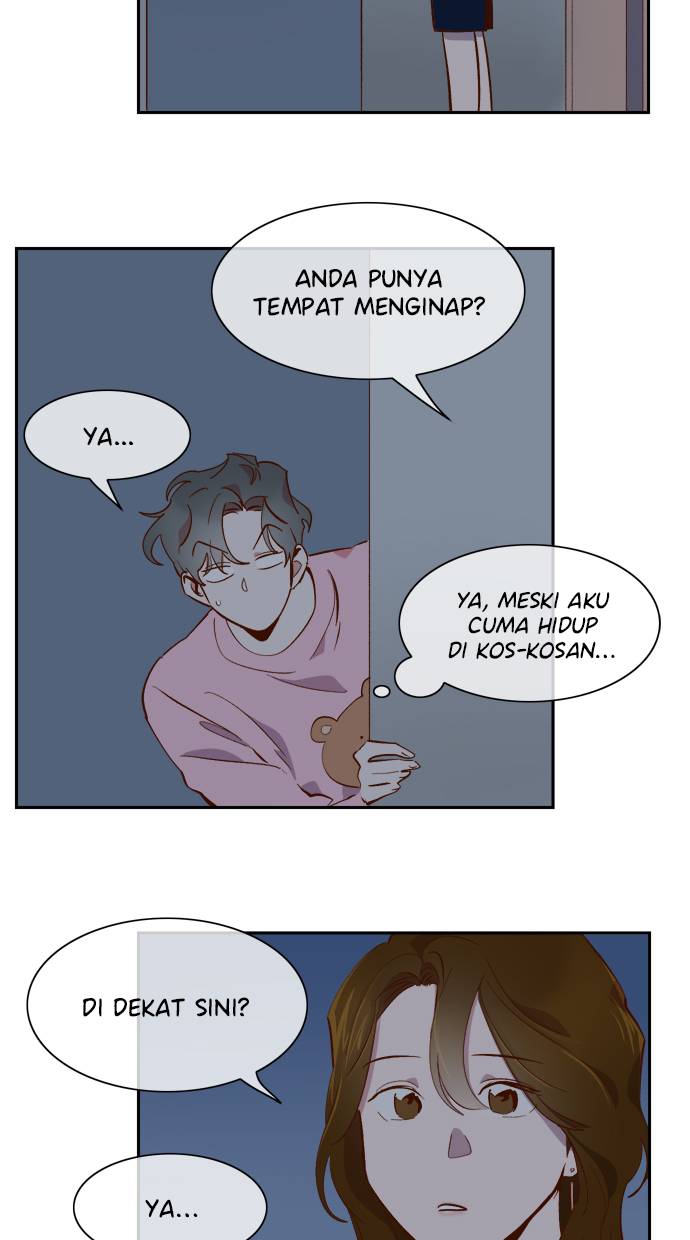 ANDA PUNYA
TEMPAT MENGINAP?
YA...
YA, MESKI AKU
CUMA HIDUP
DI KOS-KOSAN...
DI DEKAT SINI?
YA...